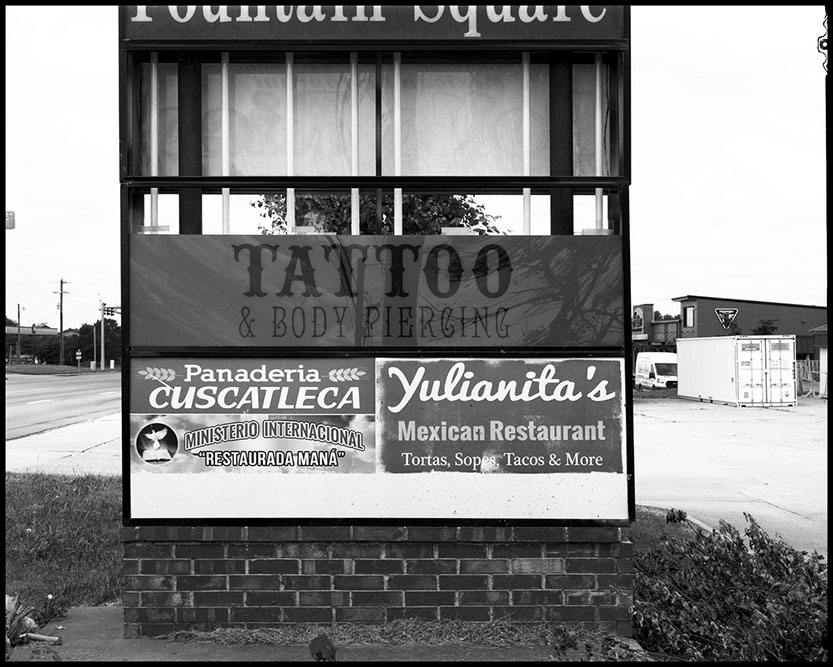 Fountain Square
TATTOO
& BODY PIERCING
Panaderia
CUSCATLECA
MINISTERIO INTERNACIONAL
"RESTAURADA MANÁ"
Yulianita's
Mexican Restaurant
Tortas, Sopes, Tacos & More